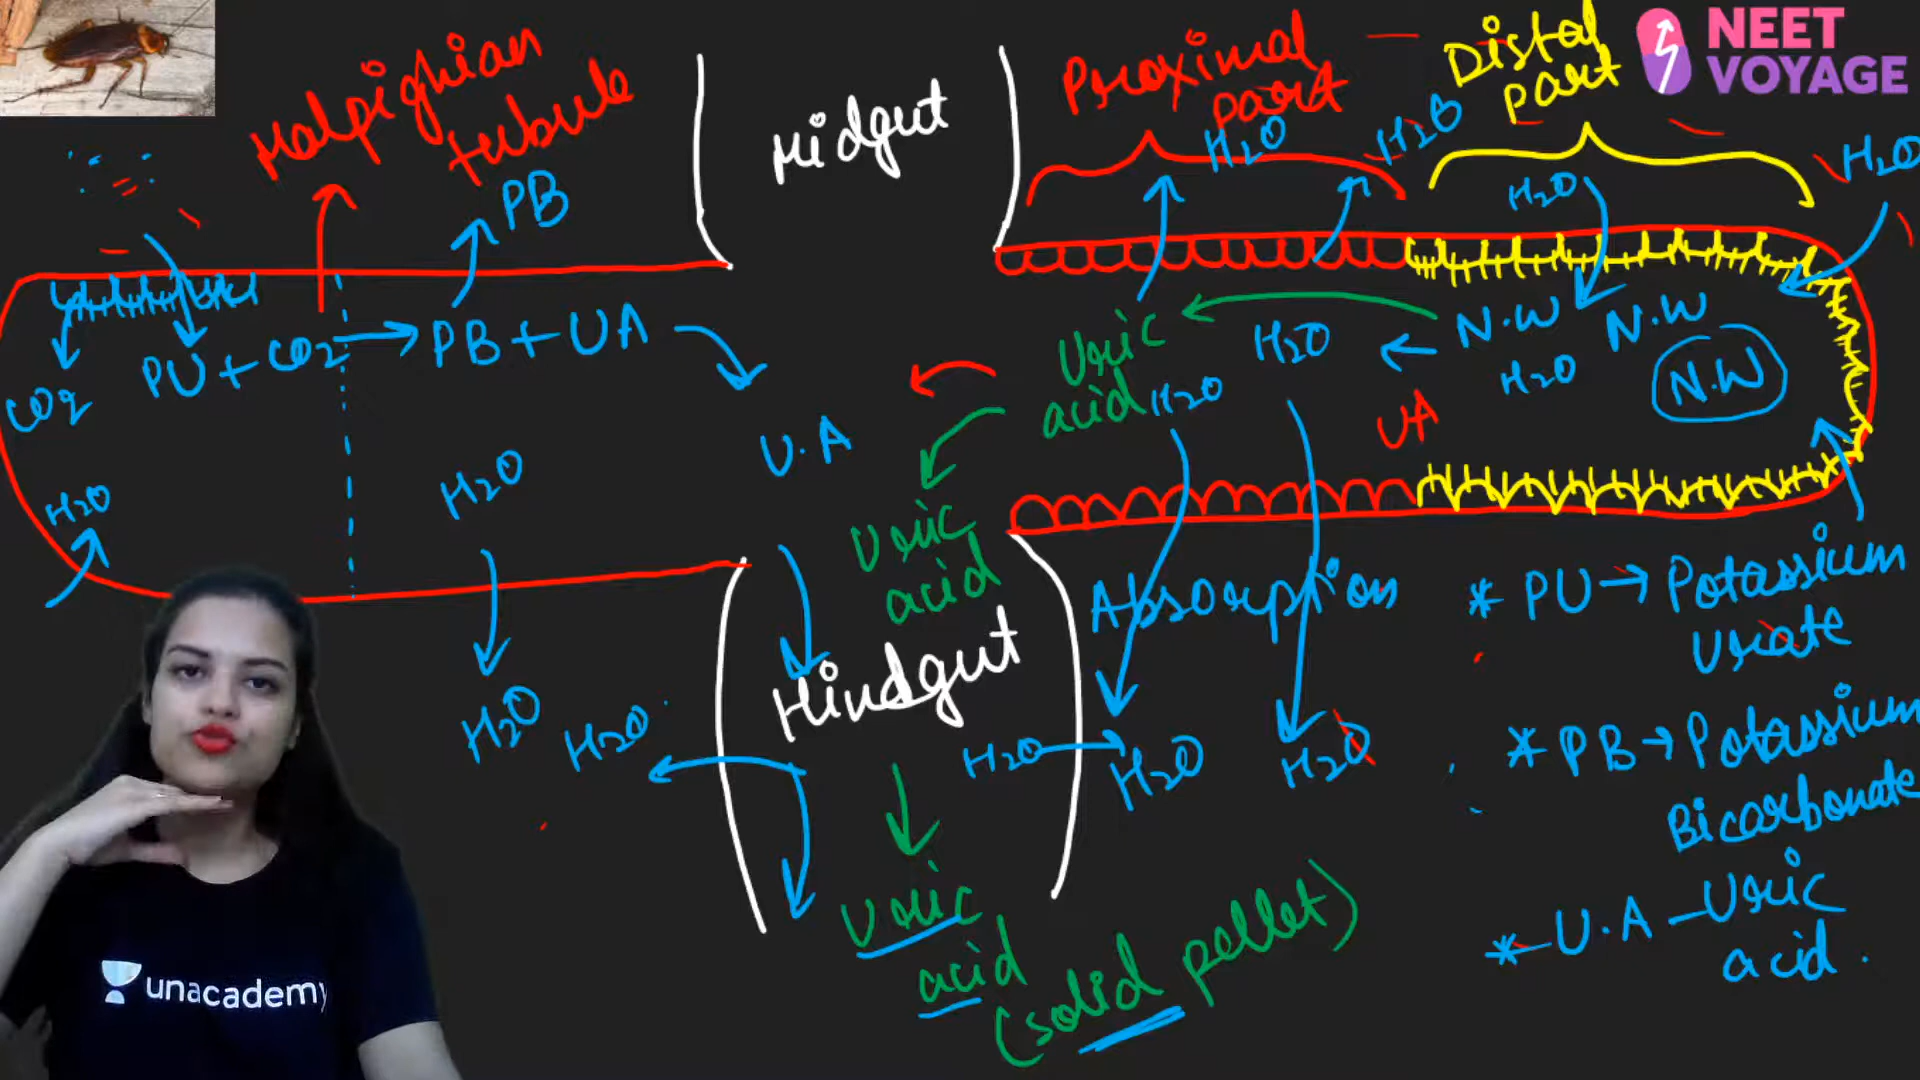 NEET
VOYAGE
Malpighian
tubule
Midgut
Proximal
part
Distal
part
PB
H2O
H2O
H2O
H2O
PU + CO2 → PB + UA
CO2
H2O
H2O
H2O
H2O
U.A
Uric
acid
H2O
H2O
N.W
N.W
H2O
N.W
UA
Uric
acid
Hindgut
Absorption
H2O
H2O
H2O
Uric
acid
(solid pellet)
* PU → Potassium
Urate
* PB → Potassium
Bicarbonate
* U.A – Uric
acid.
unacademy